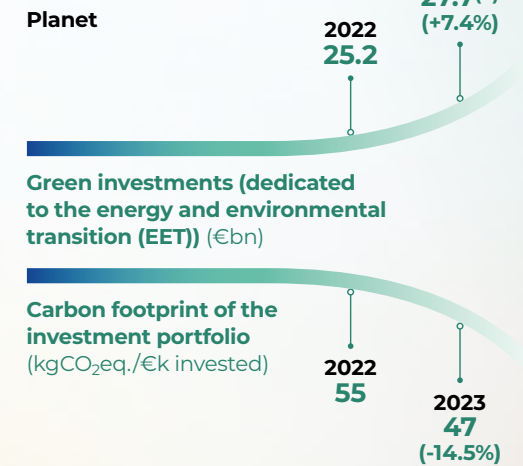 Planet
2022
25.2
(+7.4%)
Green investments (dedicated
to the energy and environmental
transition (EET)) (€bn)
Carbon footprint of the
investment portfolio
(kgCO₂eq./€k invested)
2022
55
2023
47
(-14.5%)